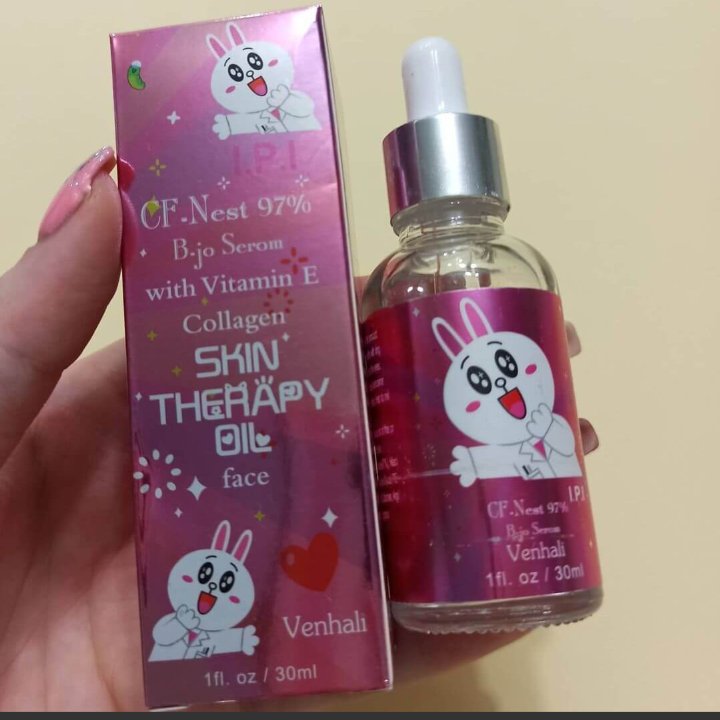 I.P.I
CF-Nest 97%
B.jo Serom
with Vitamin E
Collagen
SKIN
THERAPY
OIL
face
Venhali
1fl. oz / 30ml
I.P.I
CF-Nest 97%
B.jo Serom
Venhali
1fl. oz / 30ml